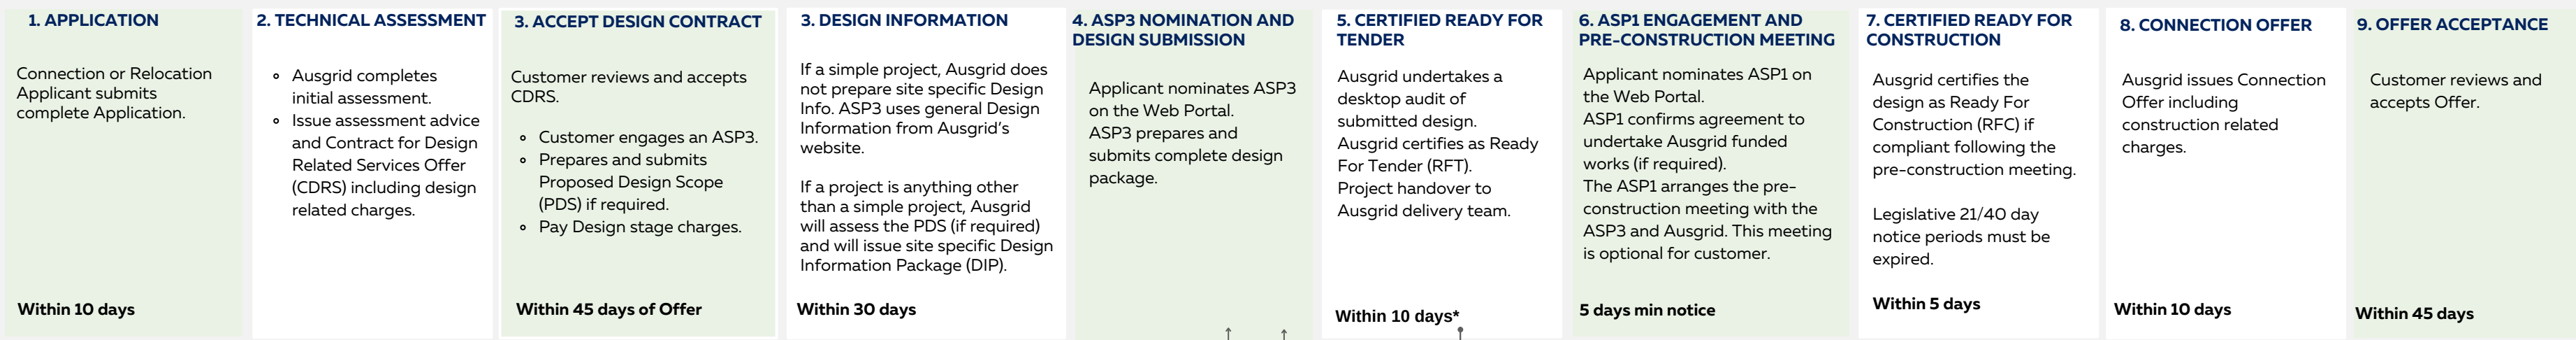 1. APPLICATION
Connection or Relocation
Applicant submits
complete Application.
Within 10 days
2. TECHNICAL ASSESSMENT
Ausgrid completes
initial assessment.
Issue assessment advice
and Contract for Design
Related Services Offer
(CDRS) including design
related charges.
3. ACCEPT DESIGN CONTRACT
Customer reviews and accepts
CDRS.
Customer engages an ASP3.
Prepares and submits
Proposed Design Scope
(PDS) if required.
Pay Design stage charges.
Within 45 days of Offer
3. DESIGN INFORMATION
If a simple project, Ausgrid does
not prepare site specific Design
Info. ASP3 uses general Design
Information from Ausgrid's
website.
If a project is anything other
than a simple project, Ausgrid
will assess the PDS (if required)
and will issue site specific Design
Information Package (DIP).
Within 30 days
4. ASP3 NOMINATION AND
DESIGN SUBMISSION
Applicant nominates ASP3
on the Web Portal.
ASP3 prepares and
submits complete design
package.
5. CERTIFIED READY FOR
TENDER
Ausgrid undertakes a
desktop audit of
submitted design.
Ausgrid certifies as Ready
For Tender (RFT).
Project handover to
Ausgrid delivery team.
Within 10 days*
6. ASP1 ENGAGEMENT AND
PRE-CONSTRUCTION MEETING
Applicant nominates ASP1 on
the Web Portal.
ASP1 confirms agreement to
undertake Ausgrid funded
works (if required).
The ASP1 arranges the pre-
construction meeting with the
ASP3 and Ausgrid. This meeting
is optional for customer.
5 days min notice
7. CERTIFIED READY FOR
CONSTRUCTION
Ausgrid certifies the
design as Ready For
Construction (RFC) if
compliant following the
pre-construction meeting.
Legislative 21/40 day
notice periods must be
expired.
Within 5 days
8. CONNECTION OFFER
Ausgrid issues Connection
Offer including
construction related
charges.
Within 10 days
9. OFFER ACCEPTANCE
Customer reviews and
accepts Offer.
Within 45 days